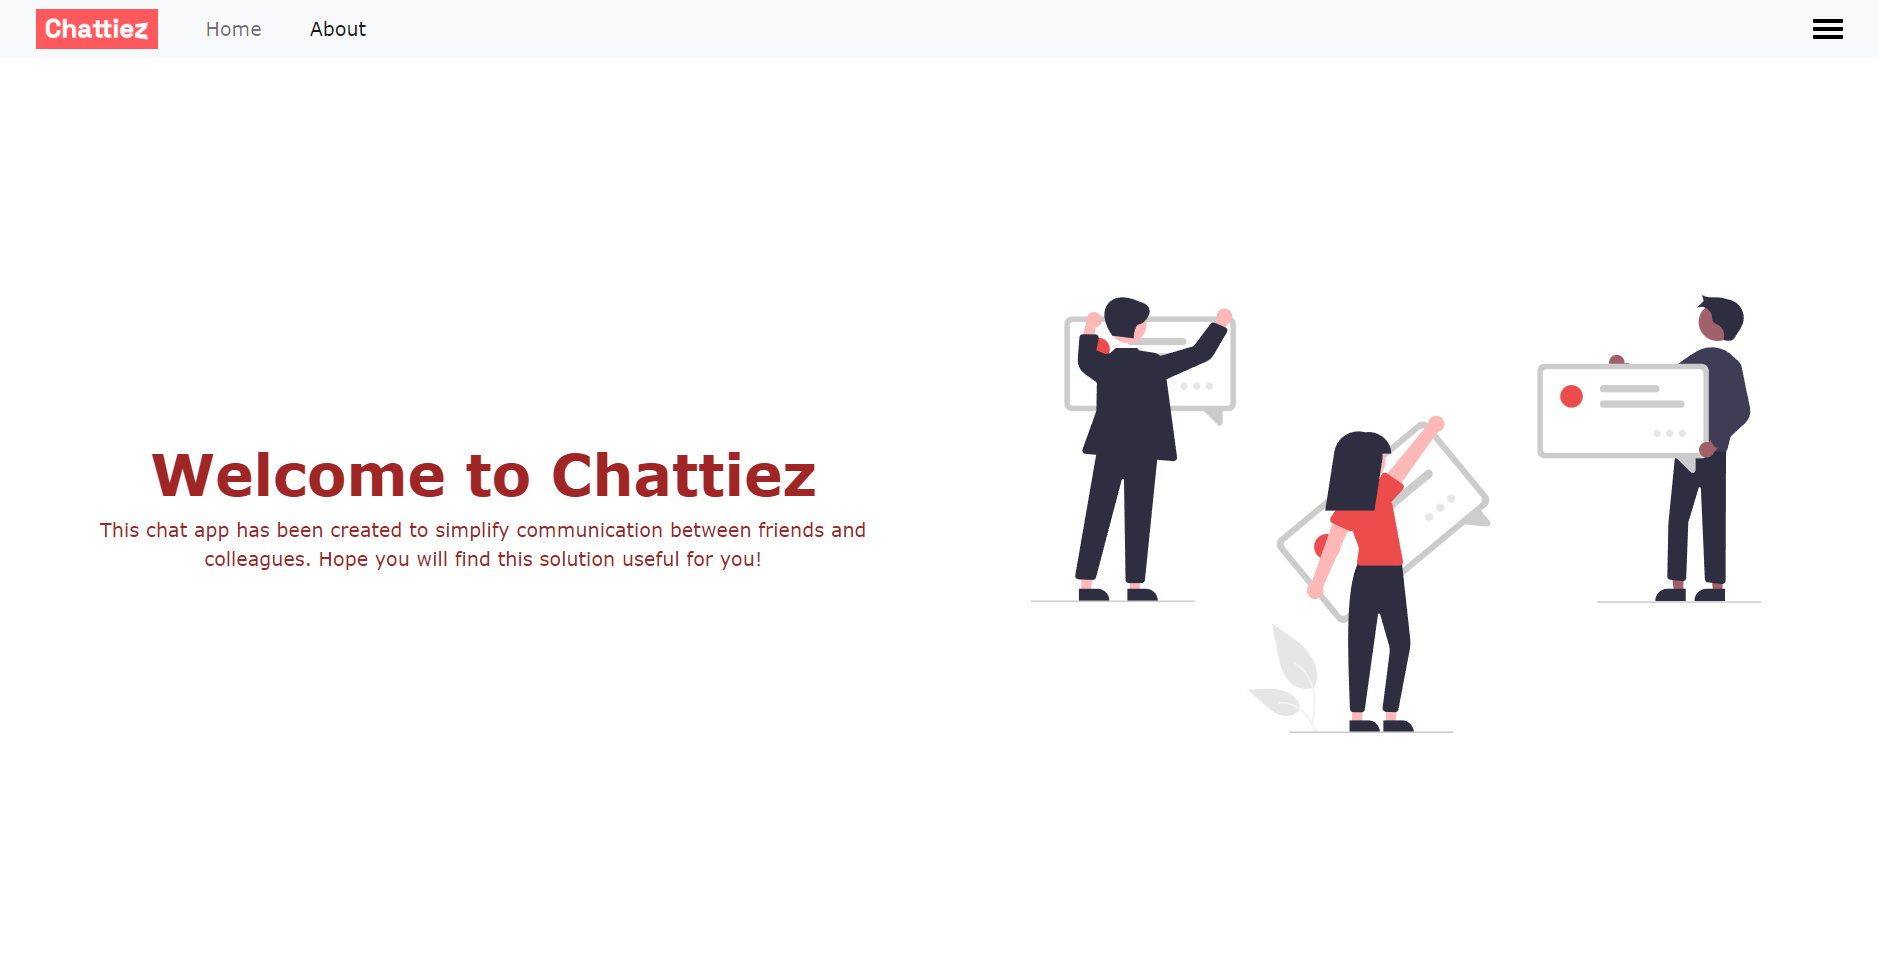 Chattiez
Home
About
Welcome to Chattiez
This chat app has been created to simplify communication between friends and
colleagues. Hope you will find this solution useful for you!